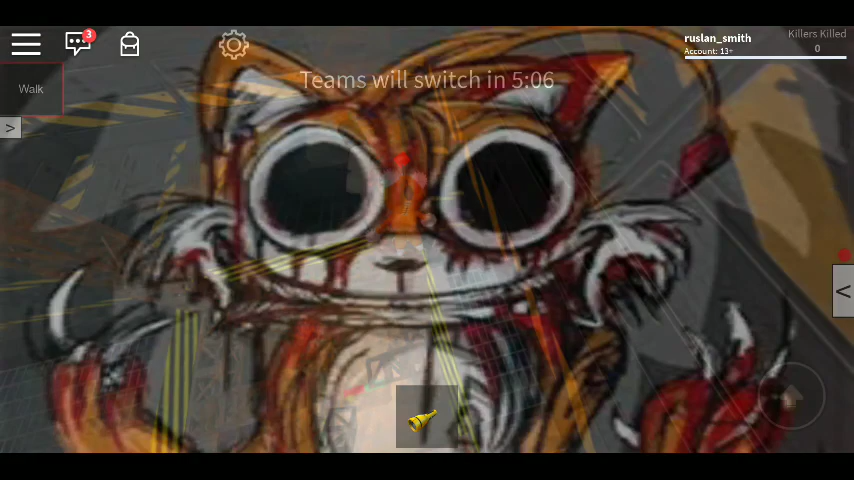 3
ruslan_smith
Account: 13+
Killers Killed
0
Teams will switch in 5:06
Walk
>
<